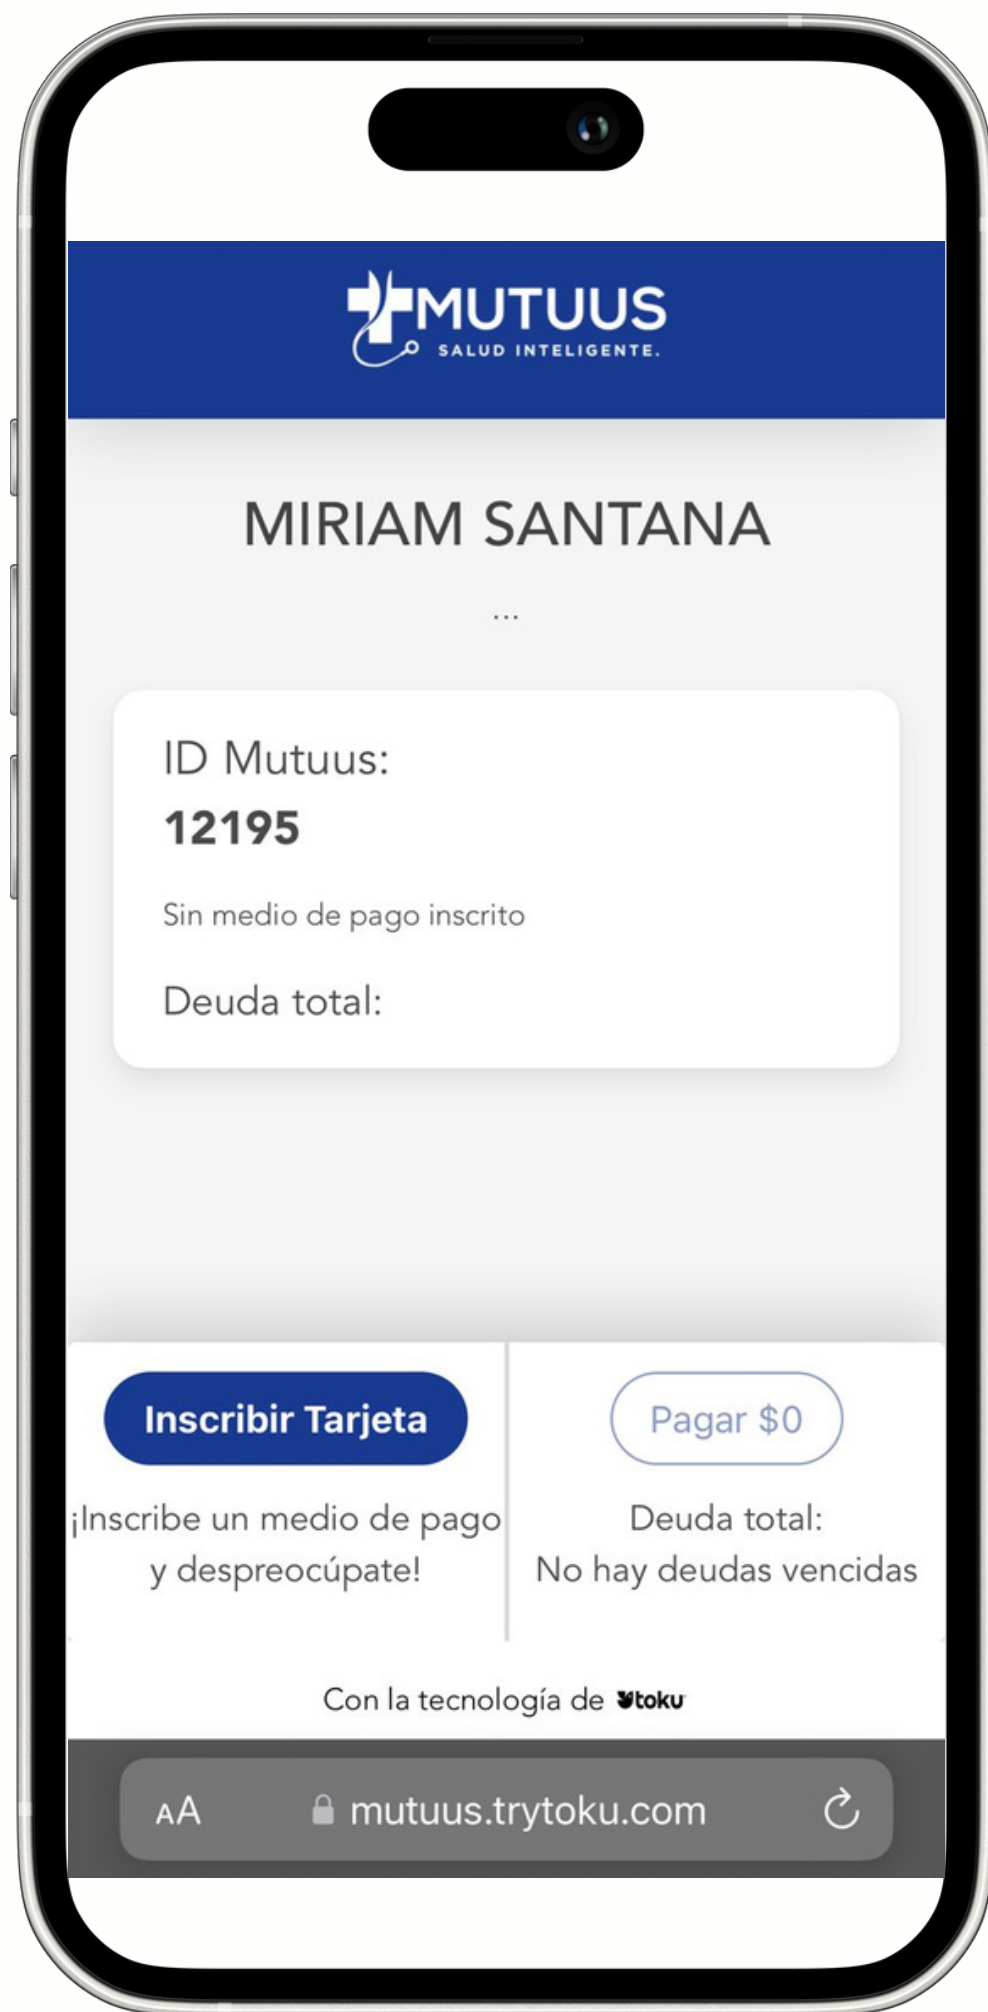 MUTUUS
SALUD INTELIGENTE.
MIRIAM SANTANA
...
ID Mutuus:
12195
Sin medio de pago inscrito
Deuda total:
Inscribir Tarjeta
¡Inscribe un medio de pago
y despreocúpate!
Pagar $0
Deuda total:
No hay deudas vencidas
Con la tecnología de toku
AA mutuus.trytoku.com